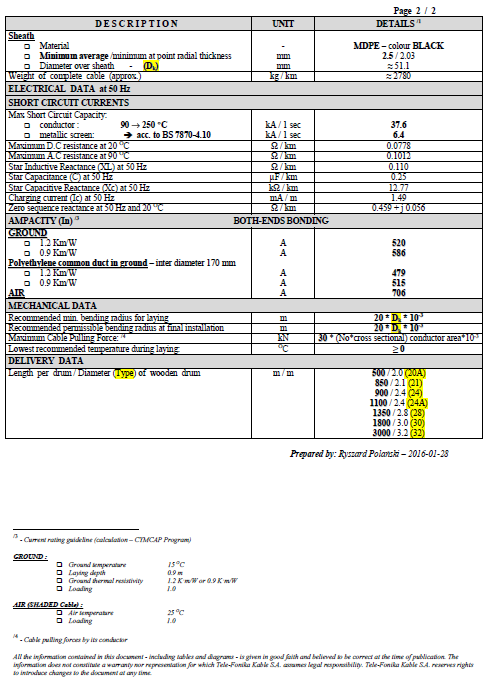 Page 2 / 2
DESCRIPTION UNIT DETAILS /1
Sheath
Material - MDPE – colour BLACK
Minimum average /minimum at point radial thickness mm 2.5 / 2.03
Diameter over sheath - (Dk) mm ≈ 51.1
Weight of complete cable (approx.) kg / km ≈ 2780
ELECTRICAL DATA at 50 Hz
SHORT CIRCUIT CURRENTS
Max Short Circuit Capacity:
conductor : 90 → 250 °C kA / 1 sec 37.6
metallic screen: ➔ acc. to BS 7870-4.10 kA / 1 sec 6.4
Maximum D.C resistance at 20 °C Ω / km 0.0778
Maximum A.C resistance at 90 °C Ω / km 0.1012
Star Inductive Reactance (XL) at 50 Hz Ω / km 0.110
Star Capacitance (C) at 50 Hz µF / km 0.25
Star Capacitive Reactance (Xc) at 50 Hz kΩ / km 12.77
Charging current (Ic) at 50 Hz mA / m 1.49
Zero sequence reactance at 50 Hz and 20 °C Ω / km 0.459 + j 0.056
AMPACITY (In) /3 BOTH-ENDS BONDING
GROUND
1.2 Km/W A 520
0.9 Km/W A 586
Polyethylene common duct in ground – inter diameter 170 mm
1.2 Km/W A 479
0.9 Km/W A 515
AIR A 706
MECHANICAL DATA
Recommended min. bending radius for laying m 20 * Dk * 10-3
Recommended permissible bending radius at final installation m 20 * Dk * 10-3
Maximum Cable Pulling Force: /4 kN 30 * (No*cross sectional) conductor area*10-3
Lowest recommended temperature during laying: °C ≥ 0
DELIVERY DATA
Length per drum / Diameter (Type) of wooden drum m / m 500 / 2.0 (20A)
850 / 2.1 (21)
900 / 2.4 (24)
1100 / 2.4 (24A)
1350 / 2.8 (28)
1800 / 3.0 (30)
3000 / 3.2 (32)
Prepared by: Ryszard Polański – 2016-01-28
/3 - Current rating guideline (calculation – CYMCAP Program)
GROUND :
Ground temperature 15 °C
Laying depth 0.9 m
Ground thermal resistivity 1.2 K·m/W or 0.9 K·m/W
Loading 1.0
AIR (SHADED Cable) :
Air temperature 25 °C
Loading 1.0
/4 - Cable pulling forces by its conductor
All the information contained in this document - including tables and diagrams - is given in good faith and believed to be correct at the time of publication. The
information does not constitute a warranty nor representation for which Tele-Fonika Kable S.A. assumes legal responsibility. Tele-Fonika Kable S.A. reserves rights
to introduce changes to the document at any time.